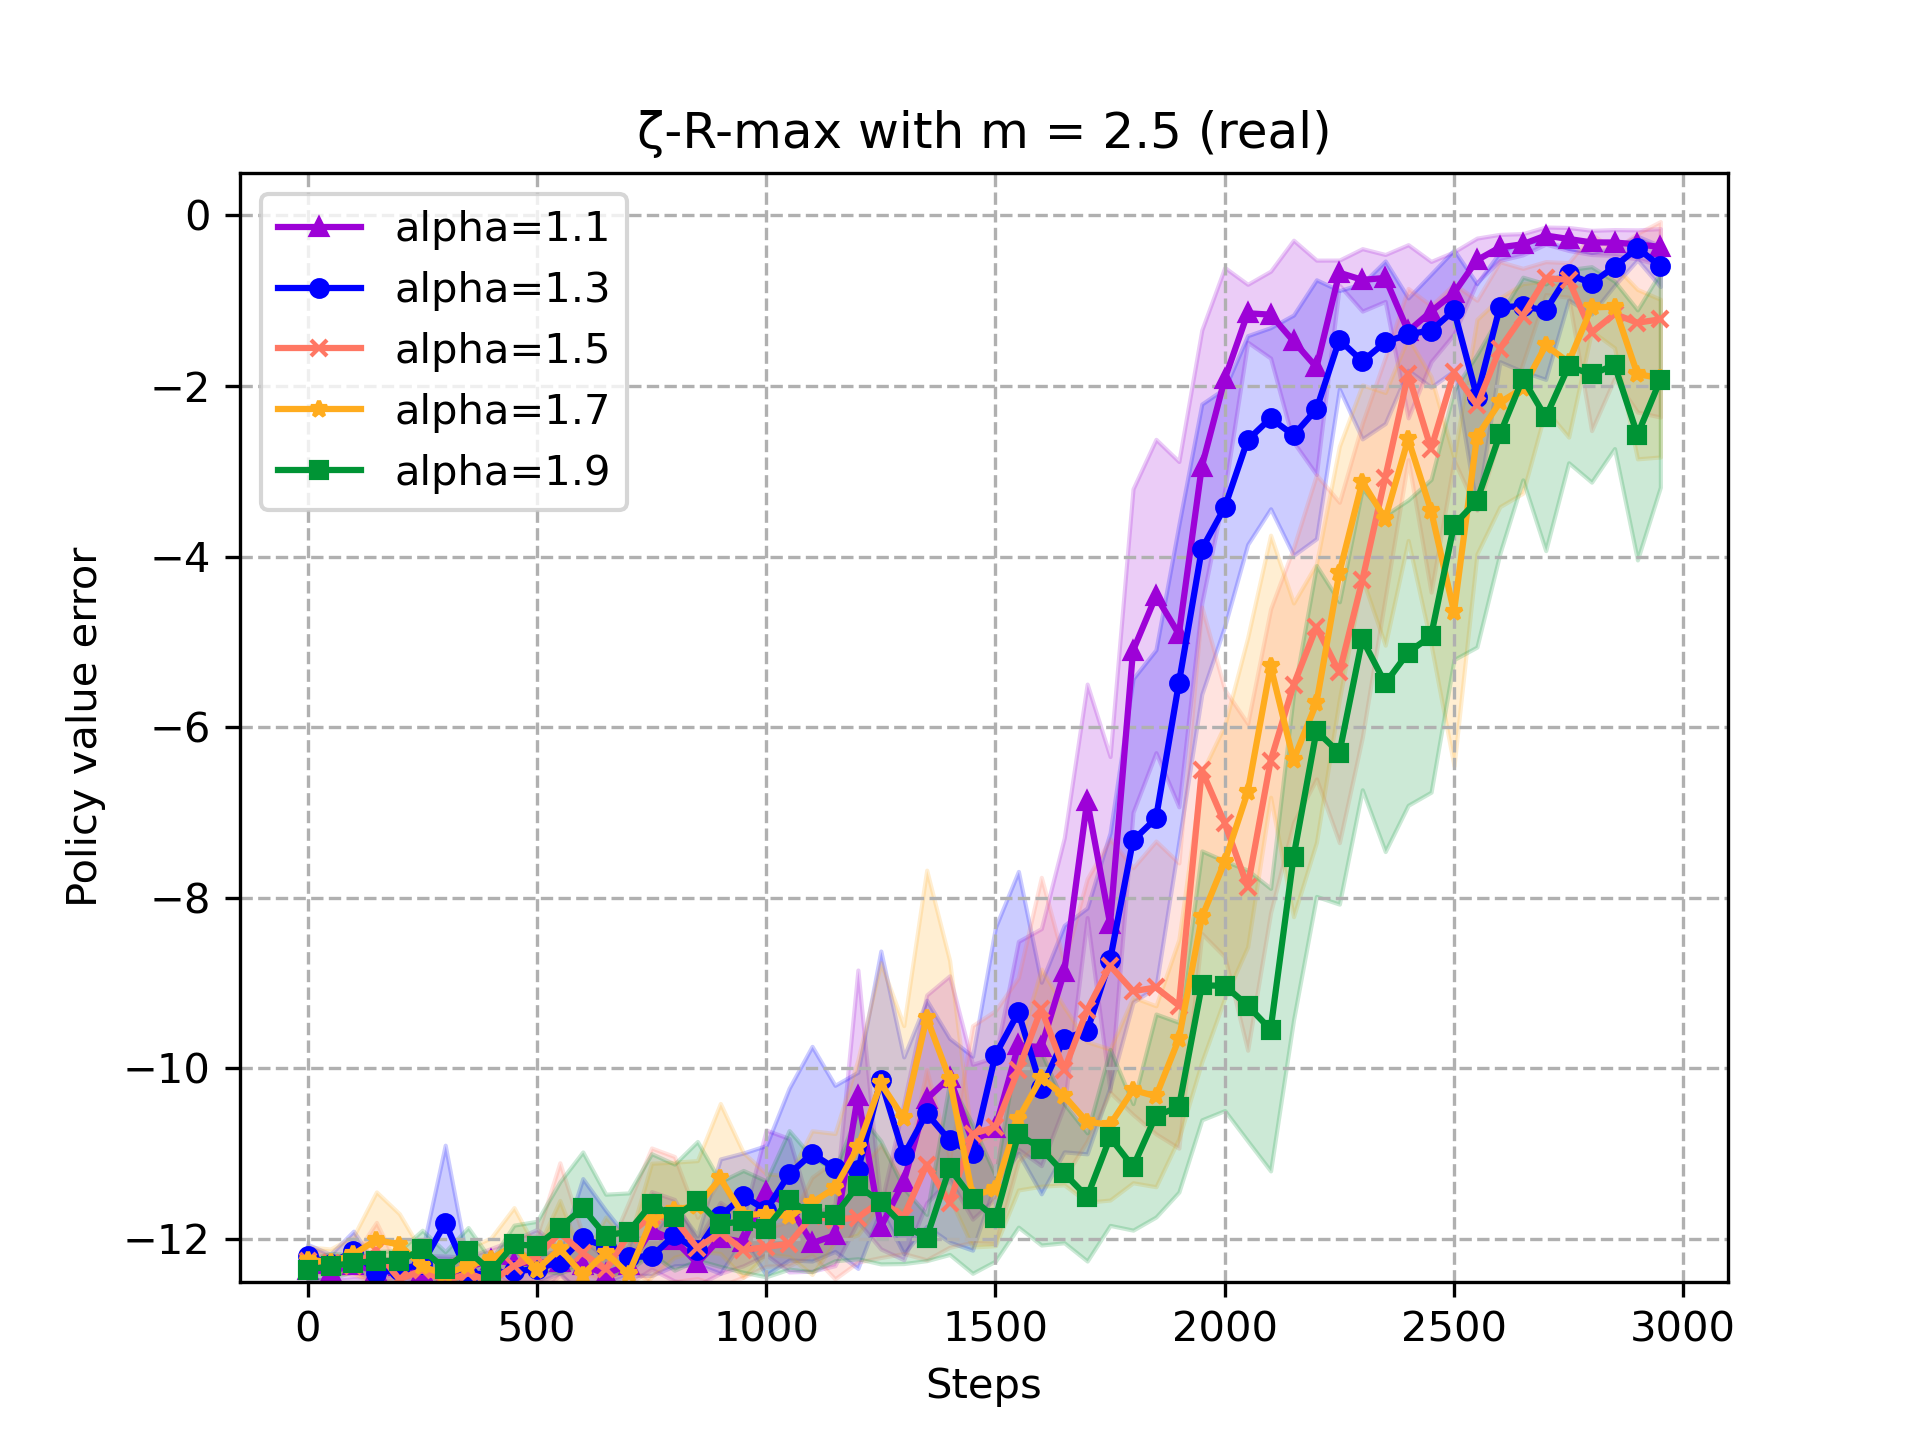 ζ-R-max with m = 2.5 (real)
alpha=1.1
alpha=1.3
alpha=1.5
alpha=1.7
alpha=1.9
Policy value error
0
−2
−4
−6
−8
−10
−12
0 500 1000 1500 2000 2500 3000
Steps